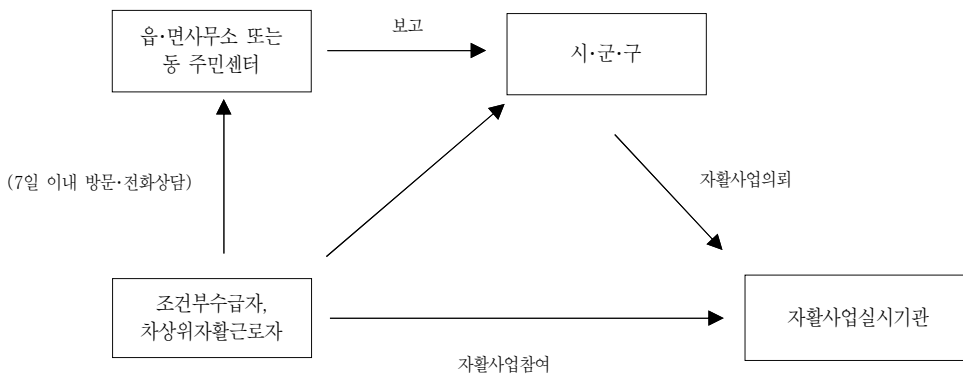 읍·면사무소 또는
동 주민센터
보고
시·군·구
(7일 이내 방문·전화상담)
자활사업의뢰
조건부수급자,
차상위자활근로자
자활사업실시기관
자활사업참여